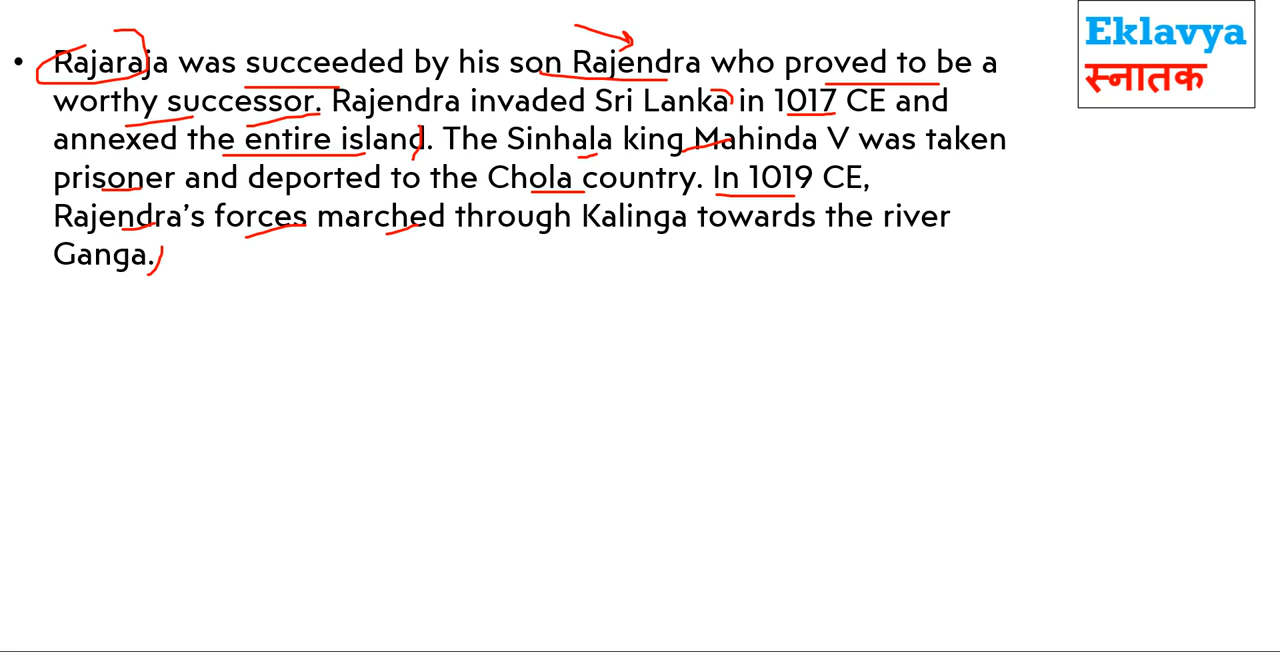 Eklavya
स्नातक
• Rajaraja was succeeded by his son Rajendra who proved to be a
worthy successor. Rajendra invaded Sri Lanka in 1017 CE and
annexed the entire island. The Sinhala king Mahinda V was taken
prisoner and deported to the Chola country. In 1019 CE,
Rajendra’s forces marched through Kalinga towards the river
Ganga.